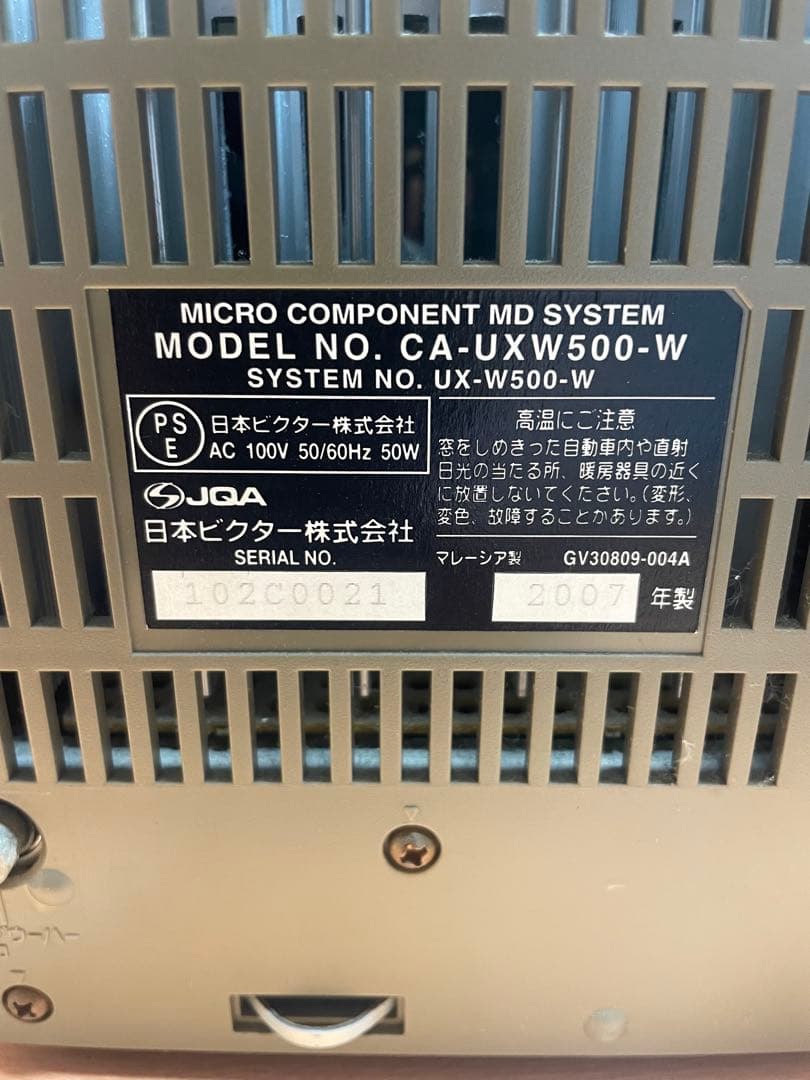 MICRO COMPONENT MD SYSTEM
MODEL NO. CA-UXW500-W
SYSTEM NO. UX-W500-W
PSE
日本ビクター株式会社
AC 100V 50/60Hz 50W
JQA
日本ビクター株式会社
SERIAL NO.
102C0021
高温にご注意
窓をしめきった自動車内や直射
日光の当たる所、暖房器具の近く
に放置しないでください。(変形、
変色、故障することがあります。)
マレーシア製 GV30809-004A
2007 年製
ウーハー